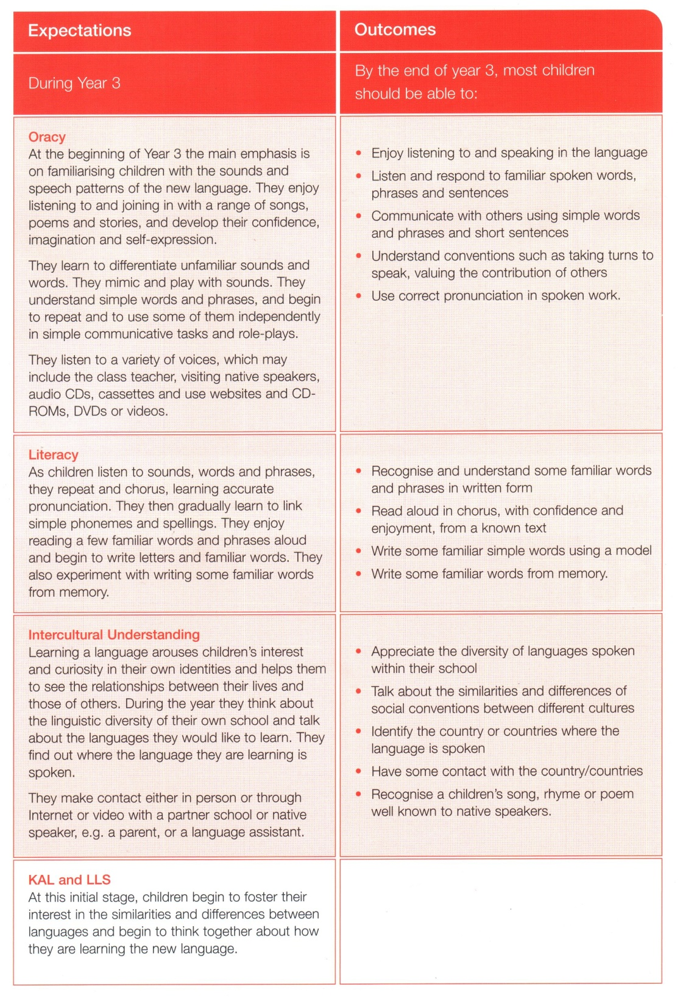 Expectations
Outcomes
During Year 3
By the end of year 3, most children
should be able to:
Oracy
At the beginning of Year 3 the main emphasis is
on familiarising children with the sounds and
speech patterns of the new language. They enjoy
listening to and joining in with a range of songs,
poems and stories, and develop their confidence,
imagination and self-expression.
They learn to differentiate unfamiliar sounds and
words. They mimic and play with sounds. They
understand simple words and phrases, and begin
to repeat and to use some of them independently
in simple communicative tasks and role-plays.
They listen to a variety of voices, which may
include the class teacher, visiting native speakers,
audio CDs, cassettes and use websites and CD-
ROMs, DVDs or videos.
• Enjoy listening to and speaking in the language
• Listen and respond to familiar spoken words,
phrases and sentences
• Communicate with others using simple words
and phrases and short sentences
• Understand conventions such as taking turns to
speak, valuing the contribution of others
• Use correct pronunciation in spoken work.
Literacy
As children listen to sounds, words and phrases,
they repeat and chorus, learning accurate
pronunciation. They then gradually learn to link
simple phonemes and spellings. They enjoy
reading a few familiar words and phrases aloud
and begin to write letters and familiar words. They
also experiment with writing some familiar words
from memory.
• Recognise and understand some familiar words
and phrases in written form
• Read aloud in chorus, with confidence and
enjoyment, from a known text
• Write some familiar simple words using a model
• Write some familiar words from memory.
Intercultural Understanding
Learning a language arouses children's interest
and curiosity in their own identities and helps them
to see the relationships between their lives and
those of others. During the year they think about
the linguistic diversity of their own school and talk
about the languages they would like to learn. They
find out where the language they are learning is
spoken.
They make contact either in person or through
Internet or video with a partner school or native
speaker, e.g. a parent, or a language assistant.
• Appreciate the diversity of languages spoken
within their school
• Talk about the similarities and differences of
social conventions between different cultures
• Identify the country or countries where the
language is spoken
• Have some contact with the country/countries
• Recognise a children's song, rhyme or poem
well known to native speakers.
KAL and LLS
At this initial stage, children begin to foster their
interest in the similarities and differences between
languages and begin to think together about how
they are learning the new language.